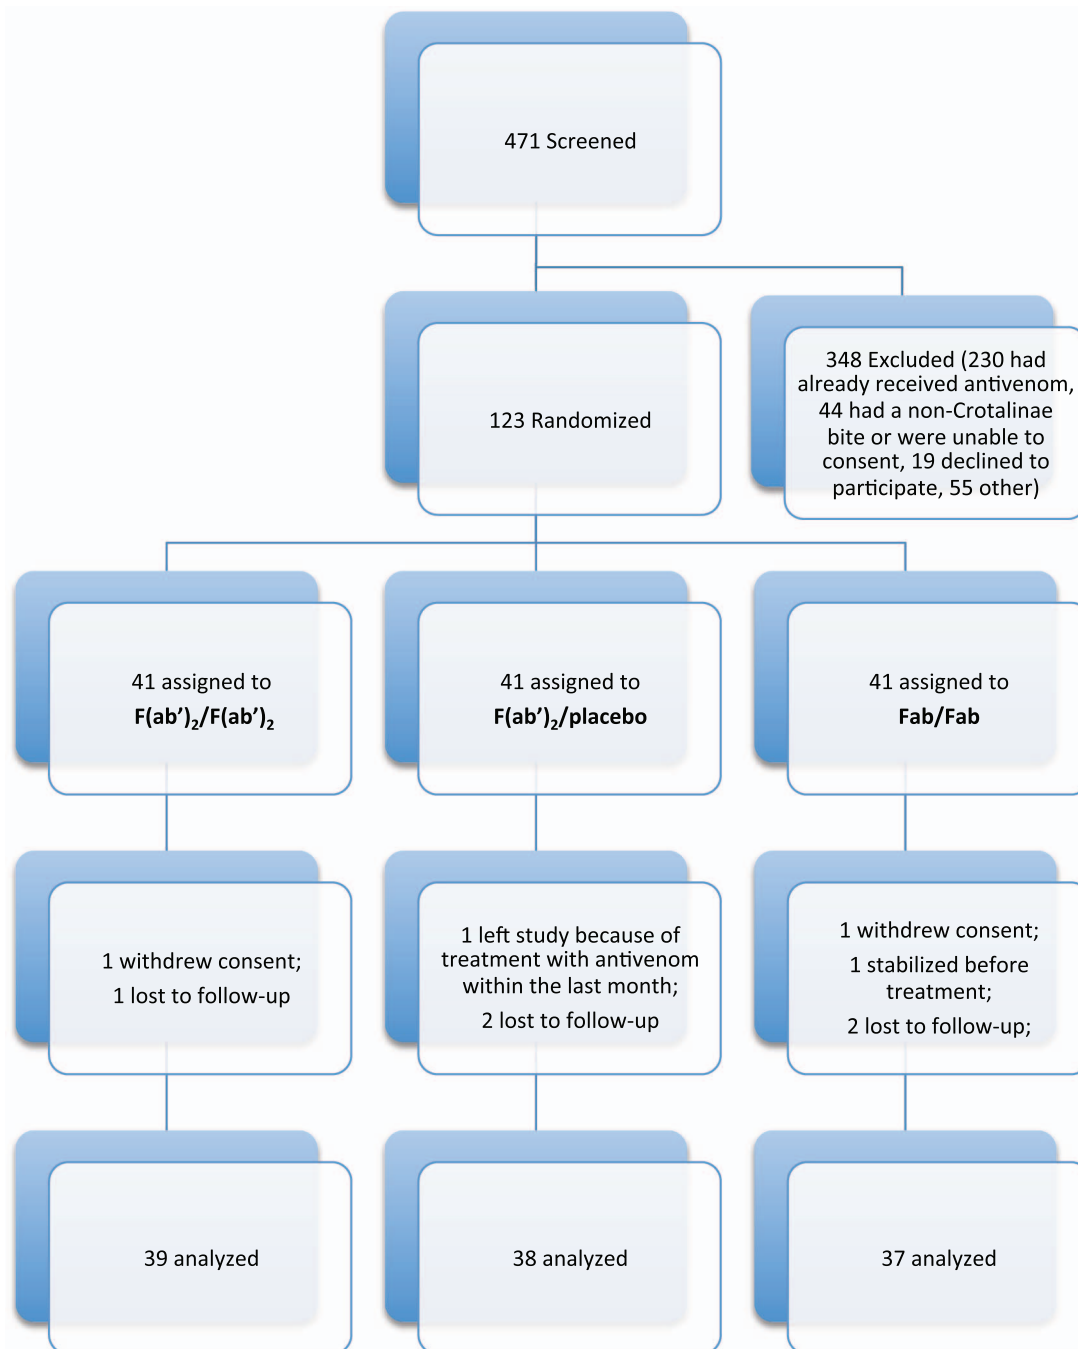 471 Screened
123 Randomized
348 Excluded (230 had
already received antivenom,
44 had a non-Crotalinae
bite or were unable to
consent, 19 declined to
participate, 55 other)
41 assigned to
F(ab’)₂/F(ab’)₂
41 assigned to
F(ab’)₂/placebo
41 assigned to
Fab/Fab
1 withdrew consent;
1 lost to follow-up
1 left study because of
treatment with antivenom
within the last month;
2 lost to follow-up
1 withdrew consent;
1 stabilized before
treatment;
2 lost to follow-up;
39 analyzed
38 analyzed
37 analyzed